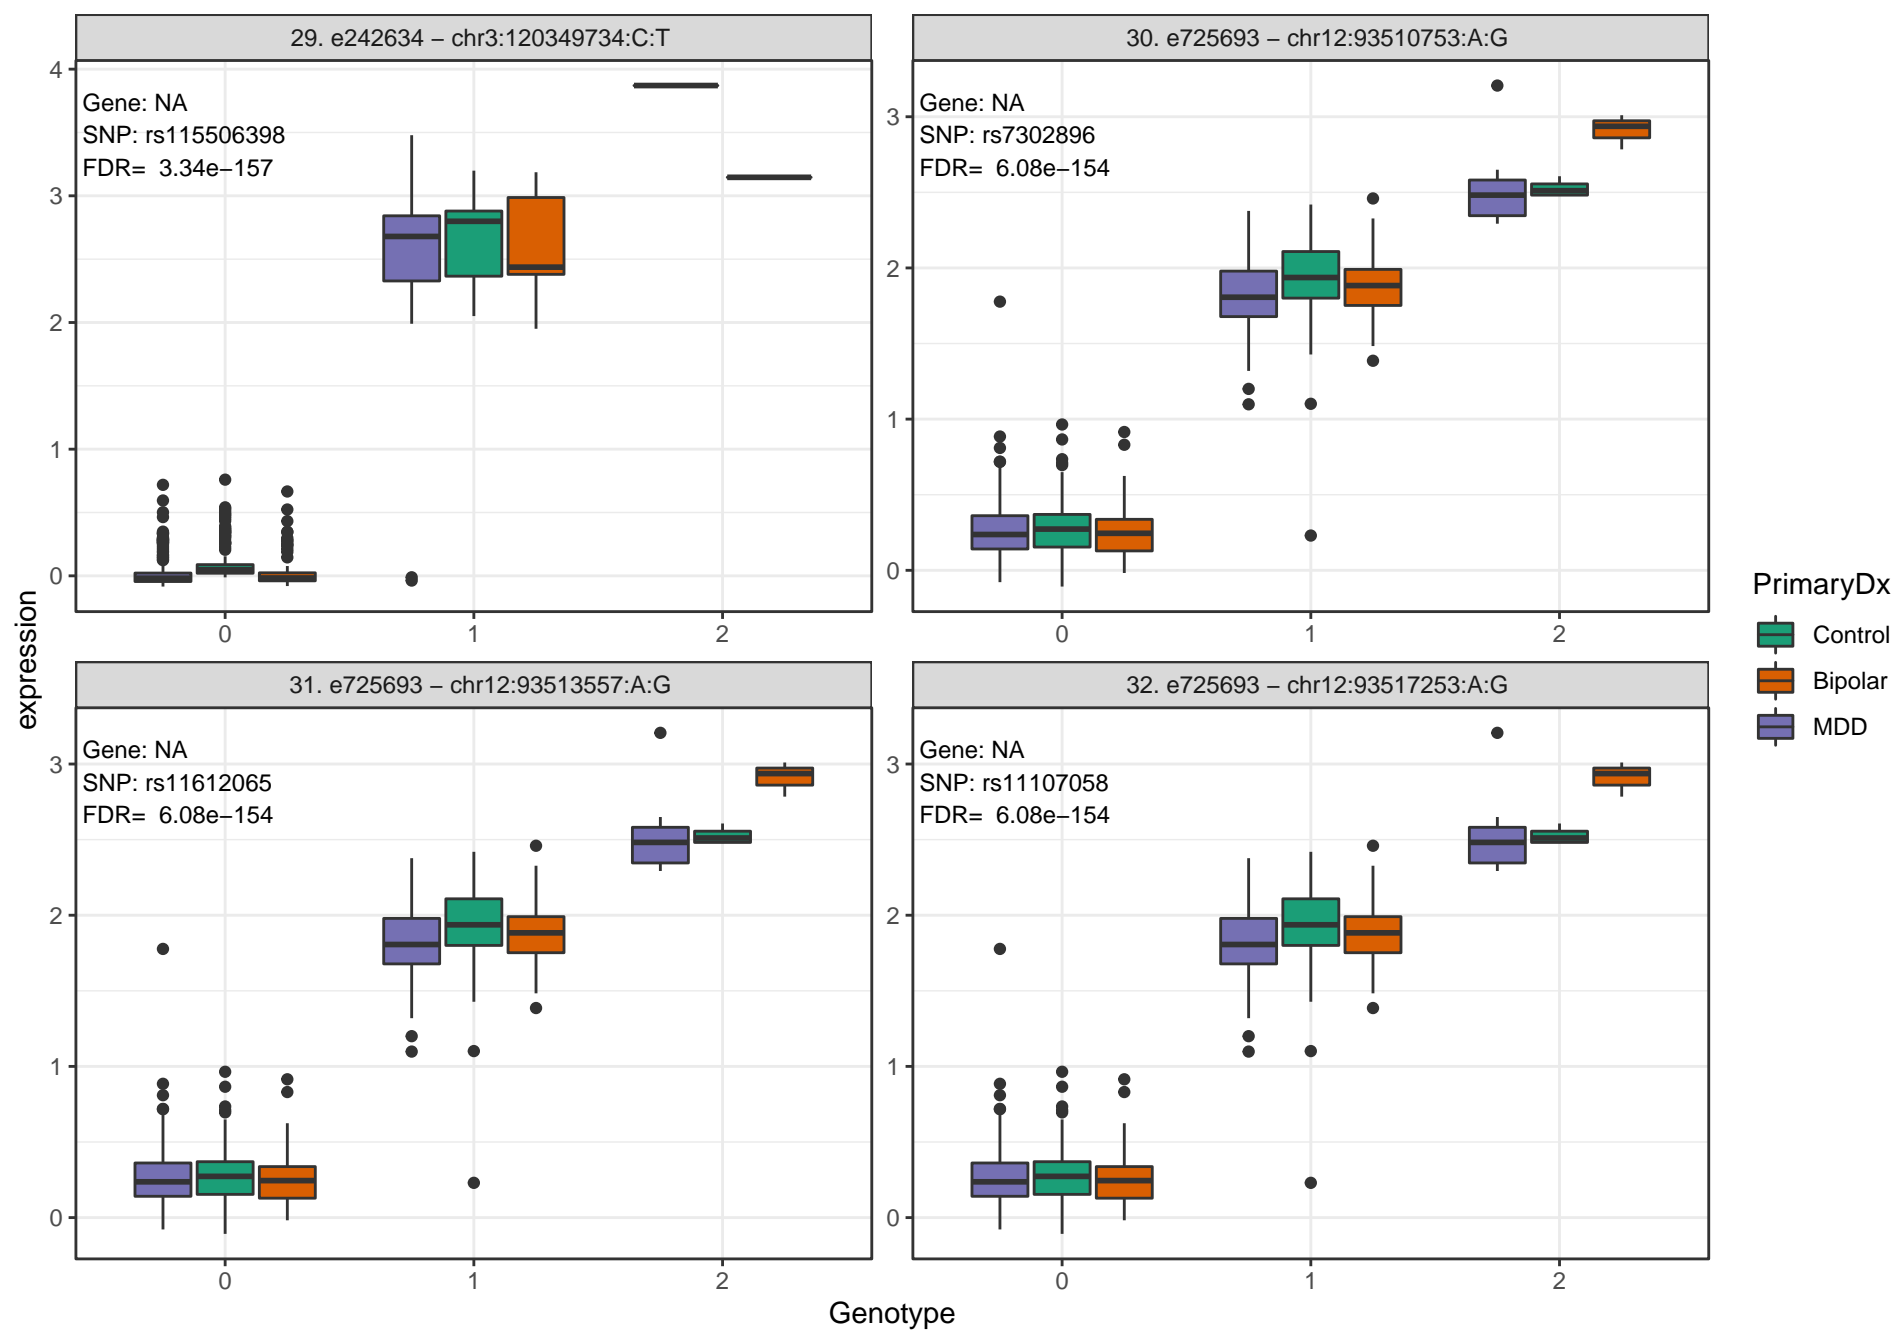 29. e242634 − chr3:120349734:C:T
30. e725693 − chr12:93510753:A:G
4
3
2
1
0
Gene: NA
SNP: rs115506398
FDR=  3.34e−157
0
1
2
3
2
1
0
Gene: NA
SNP: rs7302896
FDR=  6.08e−154
0
1
2
expression
31. e725693 − chr12:93513557:A:G
32. e725693 − chr12:93517253:A:G
3
2
1
0
Gene: NA
SNP: rs11612065
FDR=  6.08e−154
0
1
2
3
2
1
0
Gene: NA
SNP: rs11107058
FDR=  6.08e−154
0
1
2
Genotype
PrimaryDx
Control
Bipolar
MDD